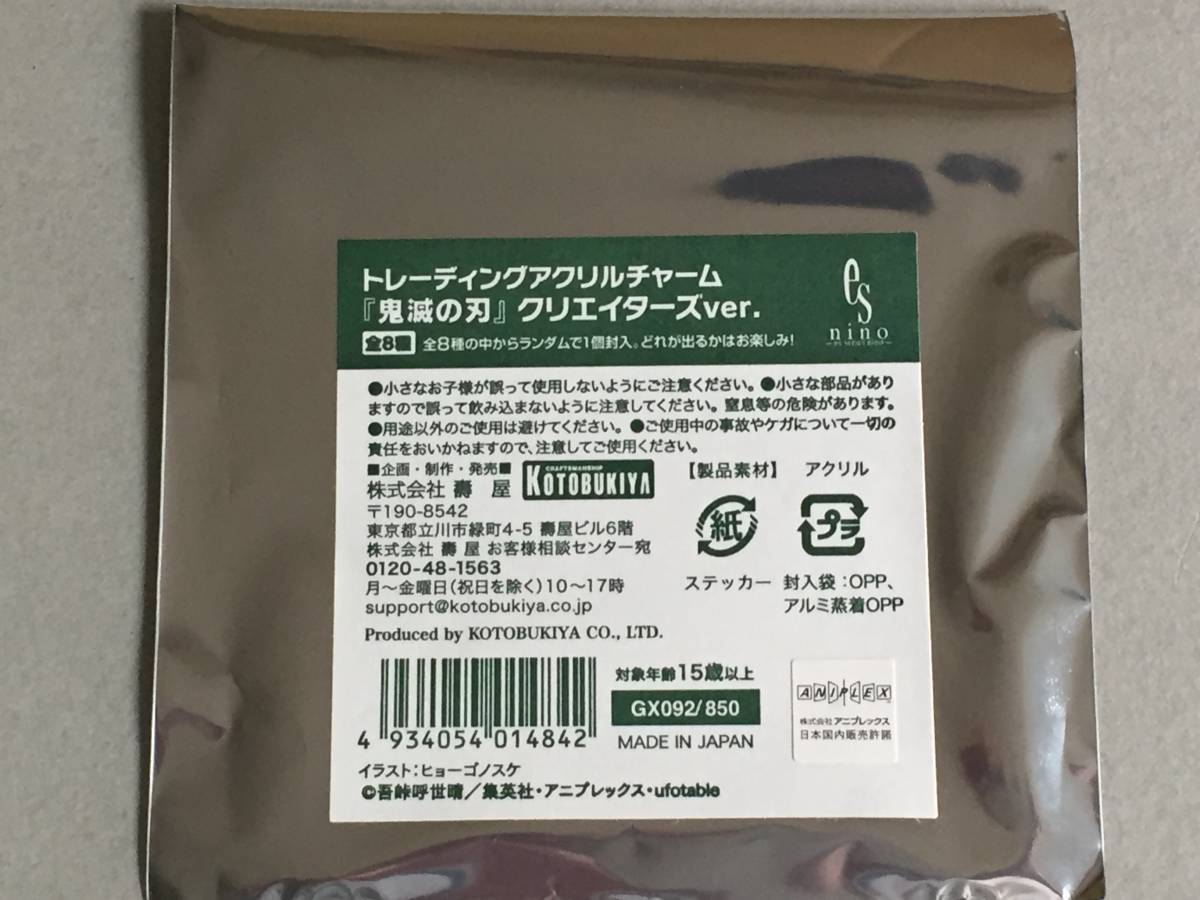 トレーディングアクリルチャーム
『鬼滅の刃』クリエイターズver.
es
nino
全8種 全8種の中からランダムで1個封入。どれが出るかはお楽しみ!
●小さなお子様が誤って使用しないようにご注意ください。●小さな部品があり
ますので誤って飲み込まないように注意してください。窒息等の危険があります。
●用途以外のご使用は避けてください。●ご使用中の事故やケガについて一切の
責任をおいかねますので、注意してご使用ください。
■企画・制作・発売■
株式会社 壽 屋
CRAFTSMANSHIP
KOTOBUKIYA
〒190-8542
東京都立川市緑町4-5 壽屋ビル6階
株式会社 壽 屋 お客様相談センター宛
0120-48-1563
月～金曜日(祝日を除く)10～17時
support@kotobukiya.co.jp
Produced by KOTOBUKIYA CO., LTD.
【製品素材】 アクリル
紙
プラ
ステッカー 封入袋:OPP、
アルミ蒸着OPP
4 934054 014842
対象年齢15歳以上
GX092/850
MADE IN JAPAN
ANIPLEX
株式会社アニプレックス
日本国内販売許諾
イラスト:ヒョーゴノスケ
©吾峠呼世晴／集英社・アニプレックス・ufotable